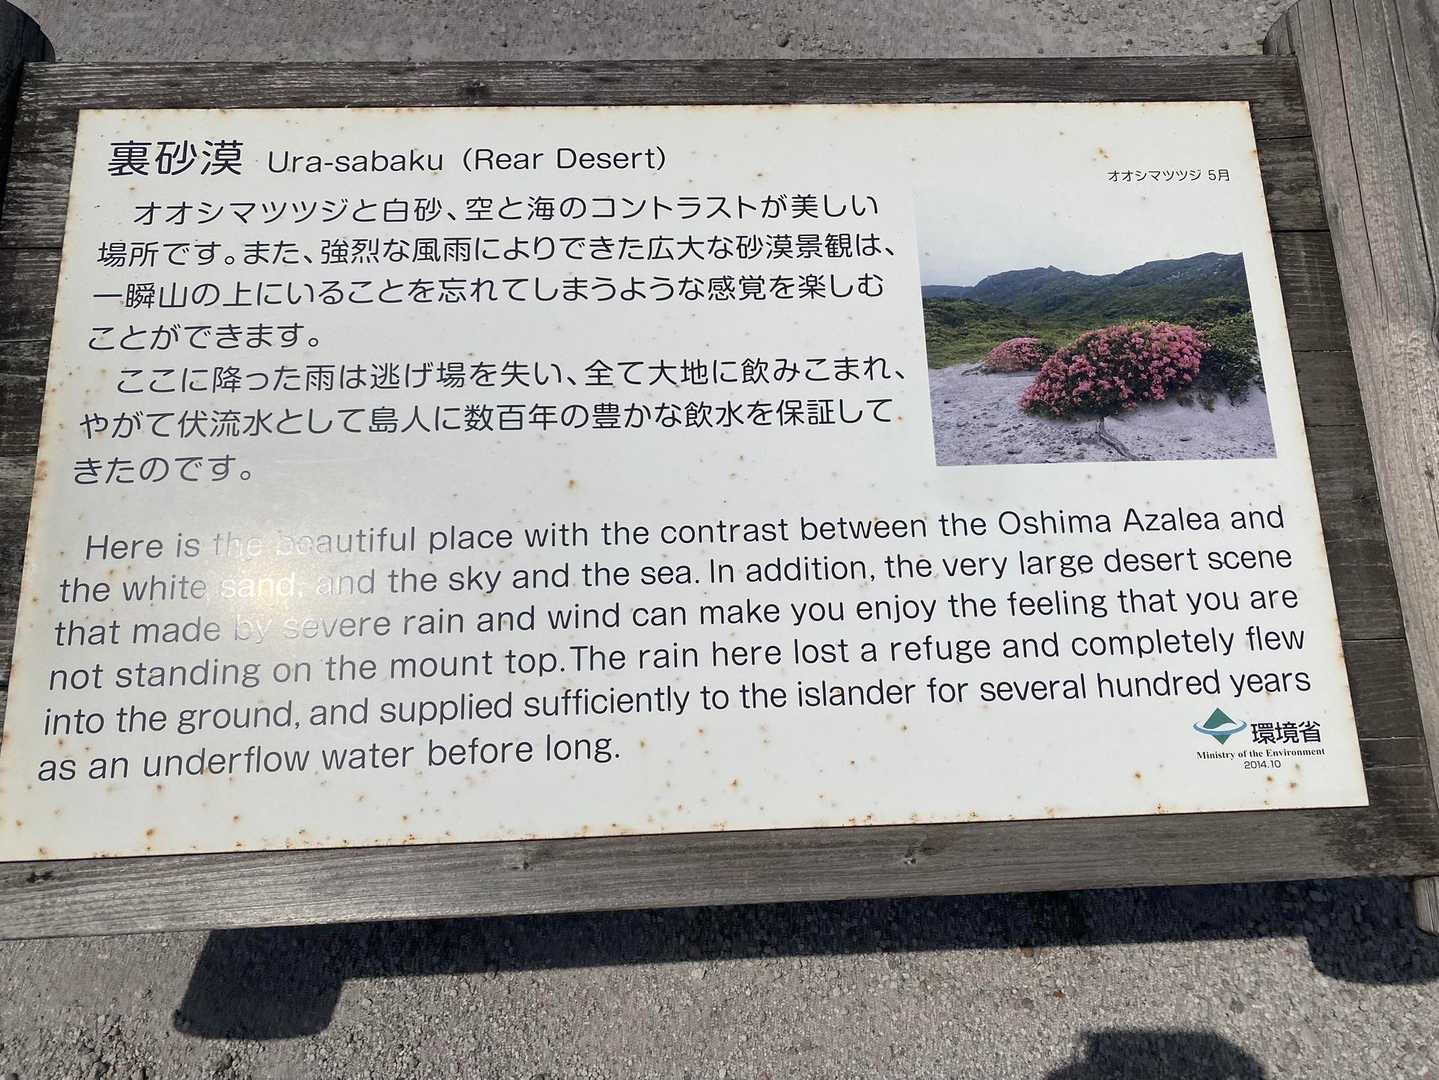 裏砂漠 Ura-sabaku (Rear Desert)
オオシマツツジ 5月
オオシマツツジと白砂、空と海のコントラストが美しい
場所です。また、強烈な風雨によりできた広大な砂漠景観は、
一瞬山の上にいることを忘れてしまうような感覚を楽しむ
ことができます。
ここに降った雨は逃げ場を失い、全て大地に飲みこまれ、
やがて伏流水として島人に数百年の豊かな飲水を保証して
きたのです。
Here is the beautiful place with the contrast between the Oshima Azalea and
the white sand, and the sky and the sea. In addition, the very large desert scene
that made by severe rain and wind can make you enjoy the feeling that you are
not standing on the mount top. The rain here lost a refuge and completely flew
into the ground, and supplied sufficiently to the islander for several hundred years
as an underflow water before long.
環境省
Ministry of the Environment
2014.10